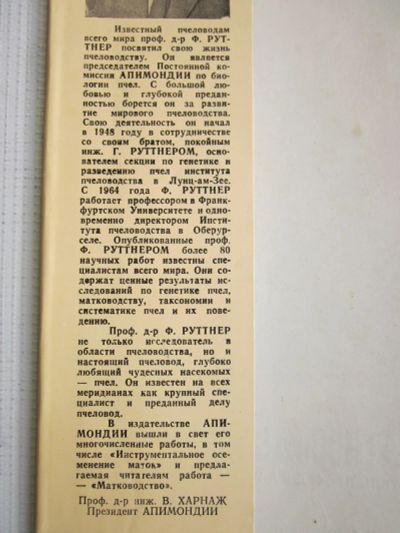 Известный пчеловодам
всего мира проф. д-р Ф. РУТ-
ТНЕР посвятил свою жизнь
пчеловодству. Он является
председателем Постоянной ко-
миссии АПИМОНДИИ по био-
логии пчел. С большой лю-
бовью и глубокой предан-
ностью борется он за разви-
тие мирового пчеловодства.
Свою деятельность он начал
в 1948 году в сотрудничестве
со своим братом, покойным
инж. Г. РУТТНЕРОМ, осно-
вателем секции по генетике и
разведению пчел института
пчеловодства в Лунц-ам-Зее.
С 1964 года Ф. РУТТНЕР
работает профессором в Франк-
фуртском Университете и одно-
временно директором Инсти-
тута пчеловодства в Оберур-
селе. Опубликованные проф.
Ф. РУТТНЕРОМ более 80
научных работ известны спе-
циалистам всего мира. Они со-
держат ценные результаты ис-
следований по генетике пчел,
матководству, таксономии и
систематике пчел и их пове-
дению.
Проф. д-р Ф. РУТТНЕР
не только исследователь в
области пчеловодства, но и
настоящий пчеловод, глубоко
любящий чудесных насекомых
— пчел. Он известен на всех
меридианах как крупный спе-
циалист и преданный делу
пчеловод.
В издательстве АПИ-
МОНДИИ вышли в свет его
многочисленные работы, в том
числе «Инструментальное осе-
менение маток» и предла-
гаемая читателям работа —
— «Матководство».
Проф. д-р инж. В. ХАРНАЖ
Президент АПИМОНДИИ